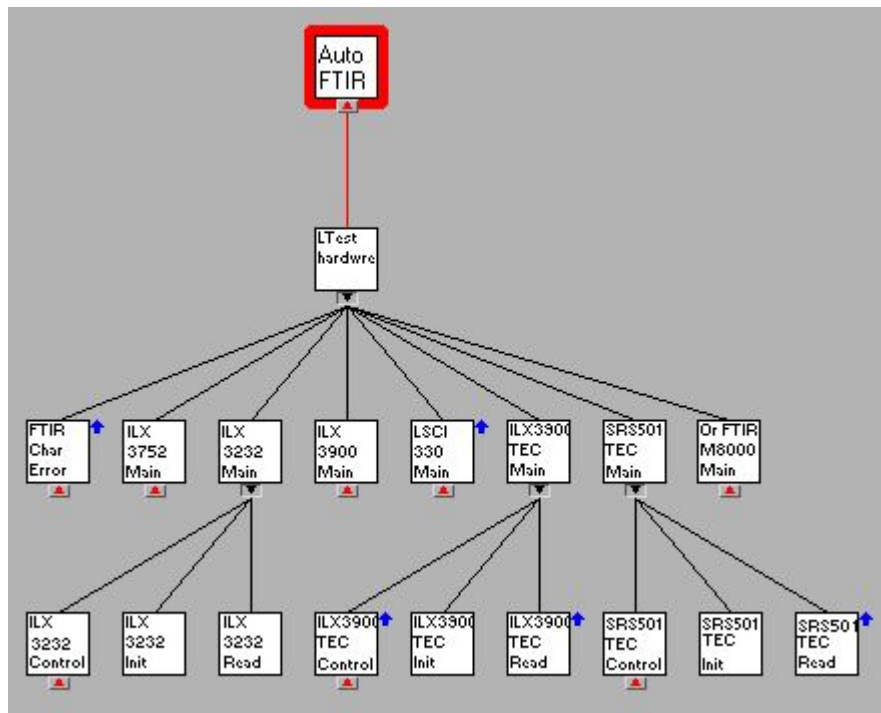 Auto
FTIR
LTest
hardwre
FTIR
Char
Error
ILX
3752
Main
ILX
3232
Main
ILX
3900
Main
LSCI
330
Main
ILX3900
TEC
Main
SRS501
TEC
Main
Or FTIR
M8000
Main
ILX
3232
Control
ILX
3232
Init
ILX
3232
Read
ILX3900
TEC
Control
ILX3900
TEC
Init
ILX3900
TEC
Read
SRS501
TEC
Control
SRS501
TEC
Init
SRS501
TEC
Read